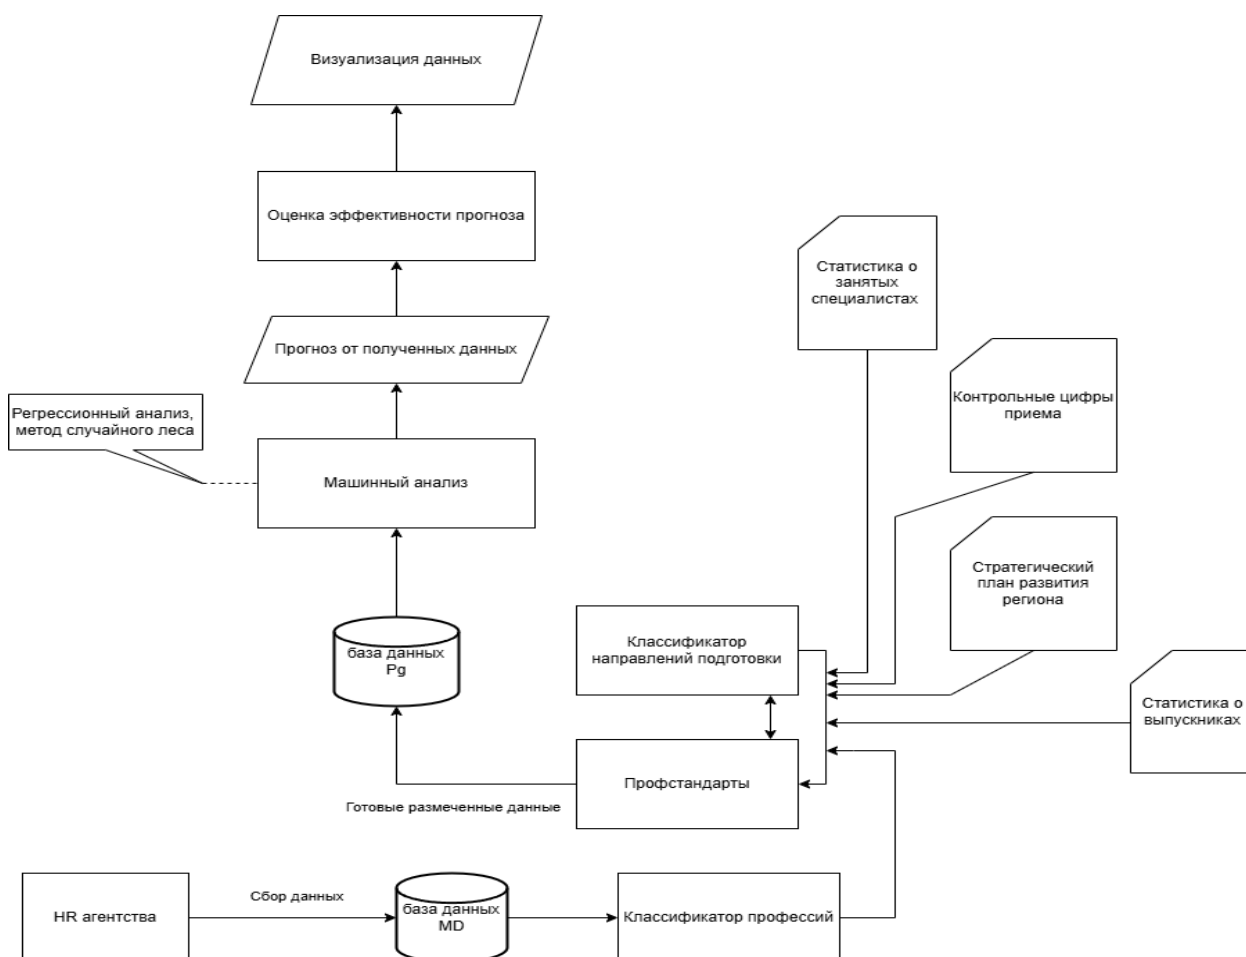 Визуализация данных
Оценка эффективности прогноза
Статистика о
занятых
специалистах
Прогноз от полученных данных
Контрольные цифры
приема
Регрессионный анализ,
метод случайного леса
Машинный анализ
Стратегический
план развития
региона
Классификатор
направлений подготовки
база данных
Pg
Статистика о
выпускниках
Профстандарты
Готовые размеченные данные
HR агентства
Сбор данных
база данных
MD
Классификатор профессий